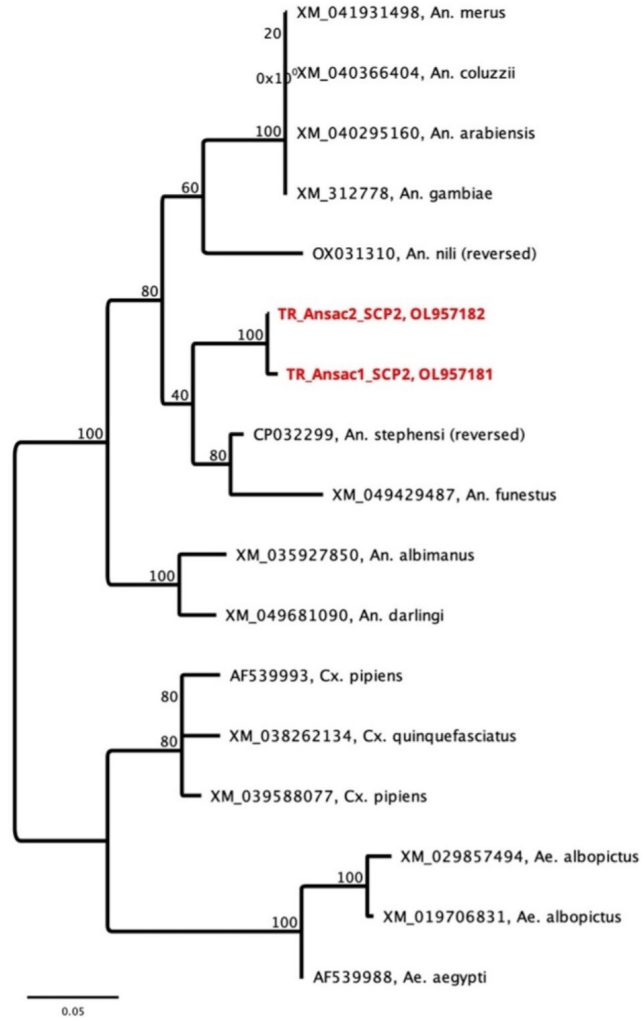 XM_041931498, An. merus
20
0x10⁰
XM_040366404, An. coluzzii
100
XM_040295160, An. arabiensis
60
XM_312778, An. gambiae
OX031310, An. nili (reversed)
80
TR_Ansac2_SCP2, OL957182
100
TR_Ansac1_SCP2, OL957181
40
100
CP032299, An. stephensi (reversed)
80
XM_049429487, An. funestus
XM_035927850, An. albimanus
100
XM_049681090, An. darlingi
AF539993, Cx. pipiens
80
XM_038262134, Cx. quinquefasciatus
80
XM_039588077, Cx. pipiens
XM_029857494, Ae. albopictus
100
XM_019706831, Ae. albopictus
100
AF539988, Ae. aegypti
0.05